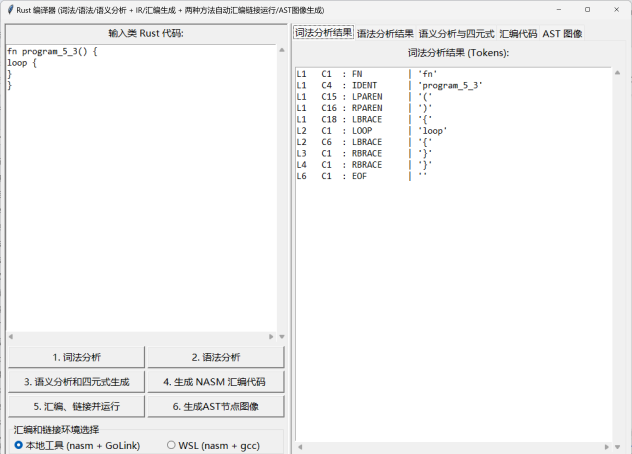 Rust 编译器 (词法/语法/语义分析 + IR/汇编生成 + 两种方法自动汇编链接运行/AST图像生成)
输入类 Rust 代码:
fn program_5_3() {
loop {
}
}
1. 词法分析
2. 语法分析
3. 语义分析和四元式生成
4. 生成 NASM 汇编代码
5. 汇编、链接并运行
6. 生成AST节点图像
汇编和链接环境选择
本地工具 (nasm + GoLink)
WSL (nasm + gcc)
词法分析结果 语法分析结果 语义分析与四元式 汇编代码 AST 图像
词法分析结果 (Tokens):
L1 C1 : FN | 'fn'
L1 C4 : IDENT | 'program_5_3'
L1 C15 : LPAREN | '('
L1 C16 : RPAREN | ')'
L1 C18 : LBRACE | '{'
L2 C1 : LOOP | 'loop'
L2 C6 : LBRACE | '{'
L3 C1 : RBRACE | '}'
L4 C1 : RBRACE | '}'
L6 C1 : EOF | ''